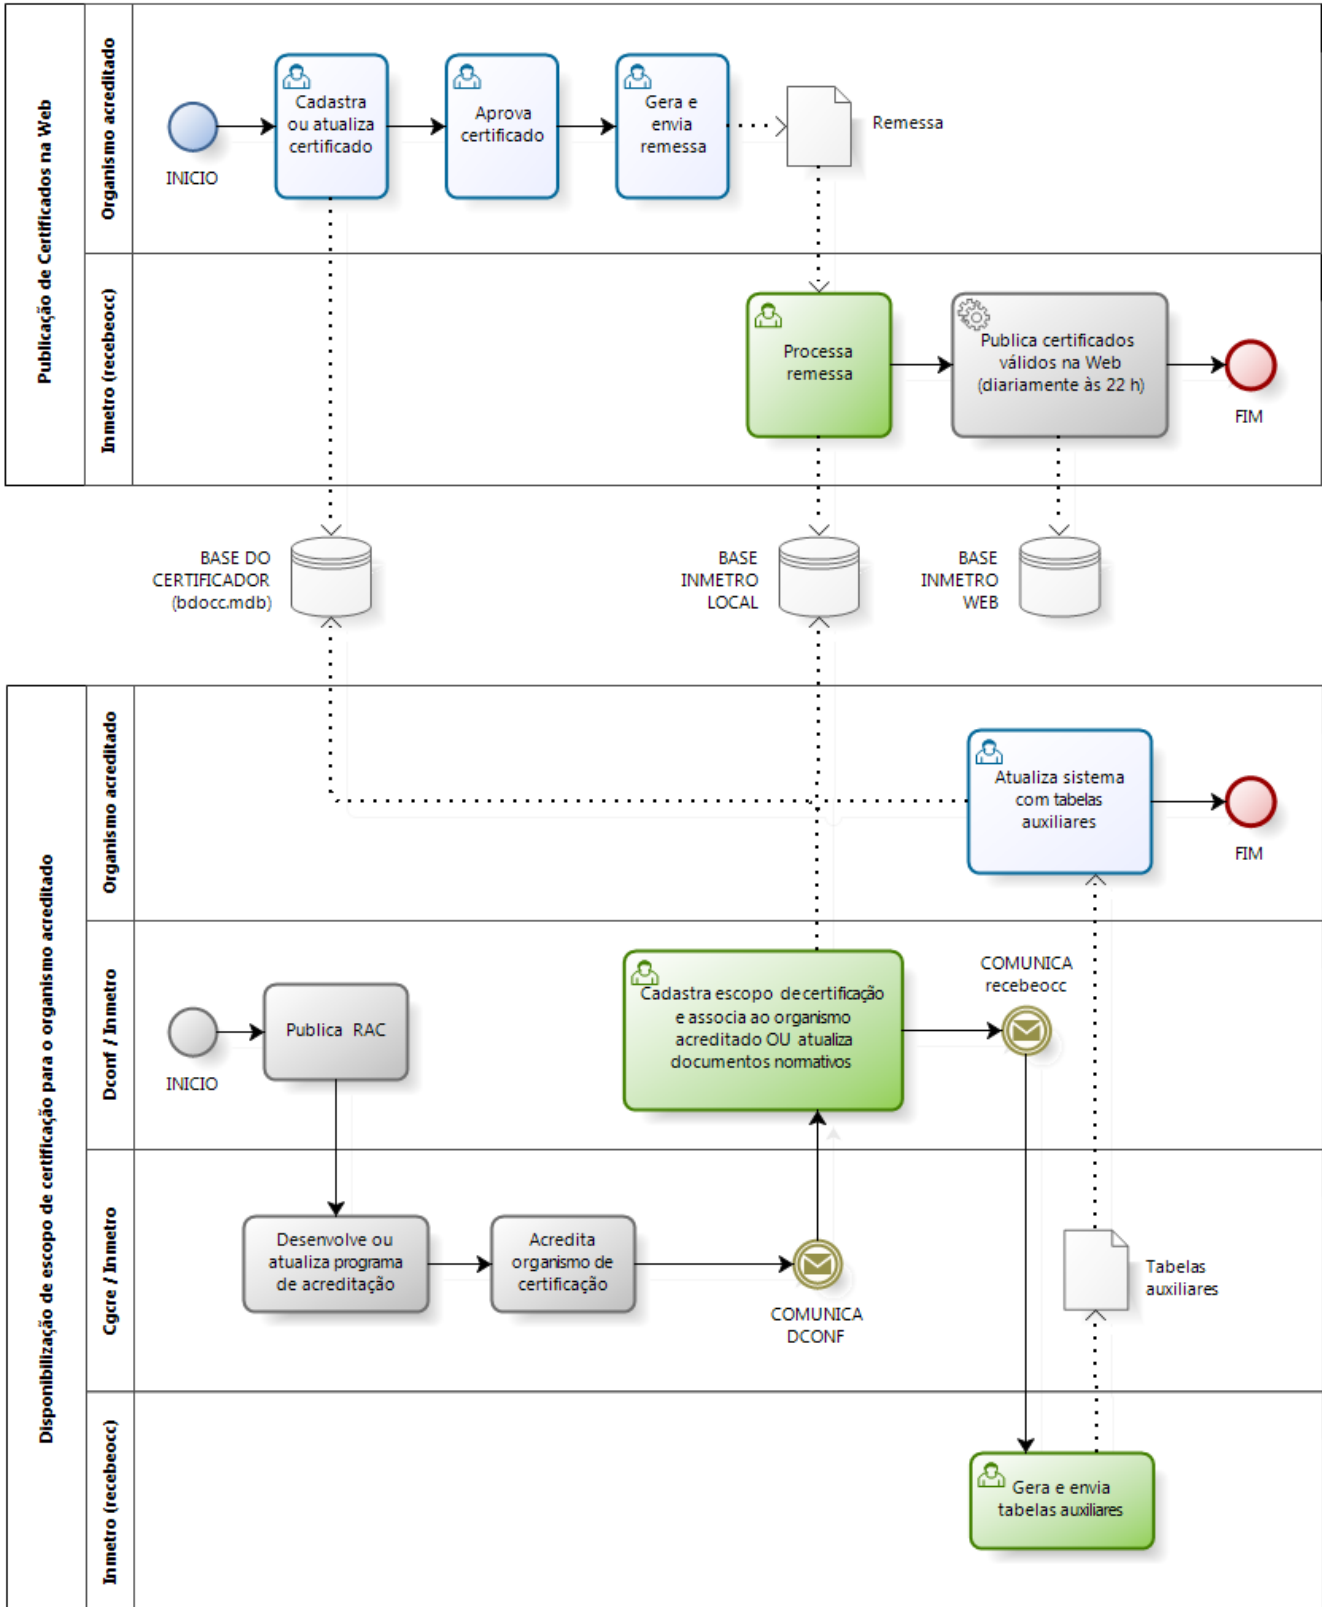 Publicação de Certificados na Web
Organismo acreditado
INICIO
Cadastra
ou atualiza
certificado
Aprova
certificado
Gera e
envia
remessa
Remessa
Inmetro (recebeocc)
Processa
remessa
Publica certificados
válidos na Web
(diariamente às 22 h)
FIM
BASE DO
CERTIFICADOR
(bdocc.mdb)
BASE
INMETRO
LOCAL
BASE
INMETRO
WEB
Disponibilização de escopo de certificação para o organismo acreditado
Organismo acreditado
Atualiza sistema
com tabelas
auxiliares
FIM
Dconf / Inmetro
INICIO
Publica RAC
Cadastra escopo de certificação
e associa ao organismo
acreditado OU atualiza
documentos normativos
COMUNICA
recebeocc
Cgcre / Inmetro
Desenvolve ou
atualiza programa
de acreditação
Acredita
organismo de
certificação
COMUNICA
DCONF
Tabelas
auxiliares
Inmetro (recebeocc)
Gera e envia
tabelas auxiliares